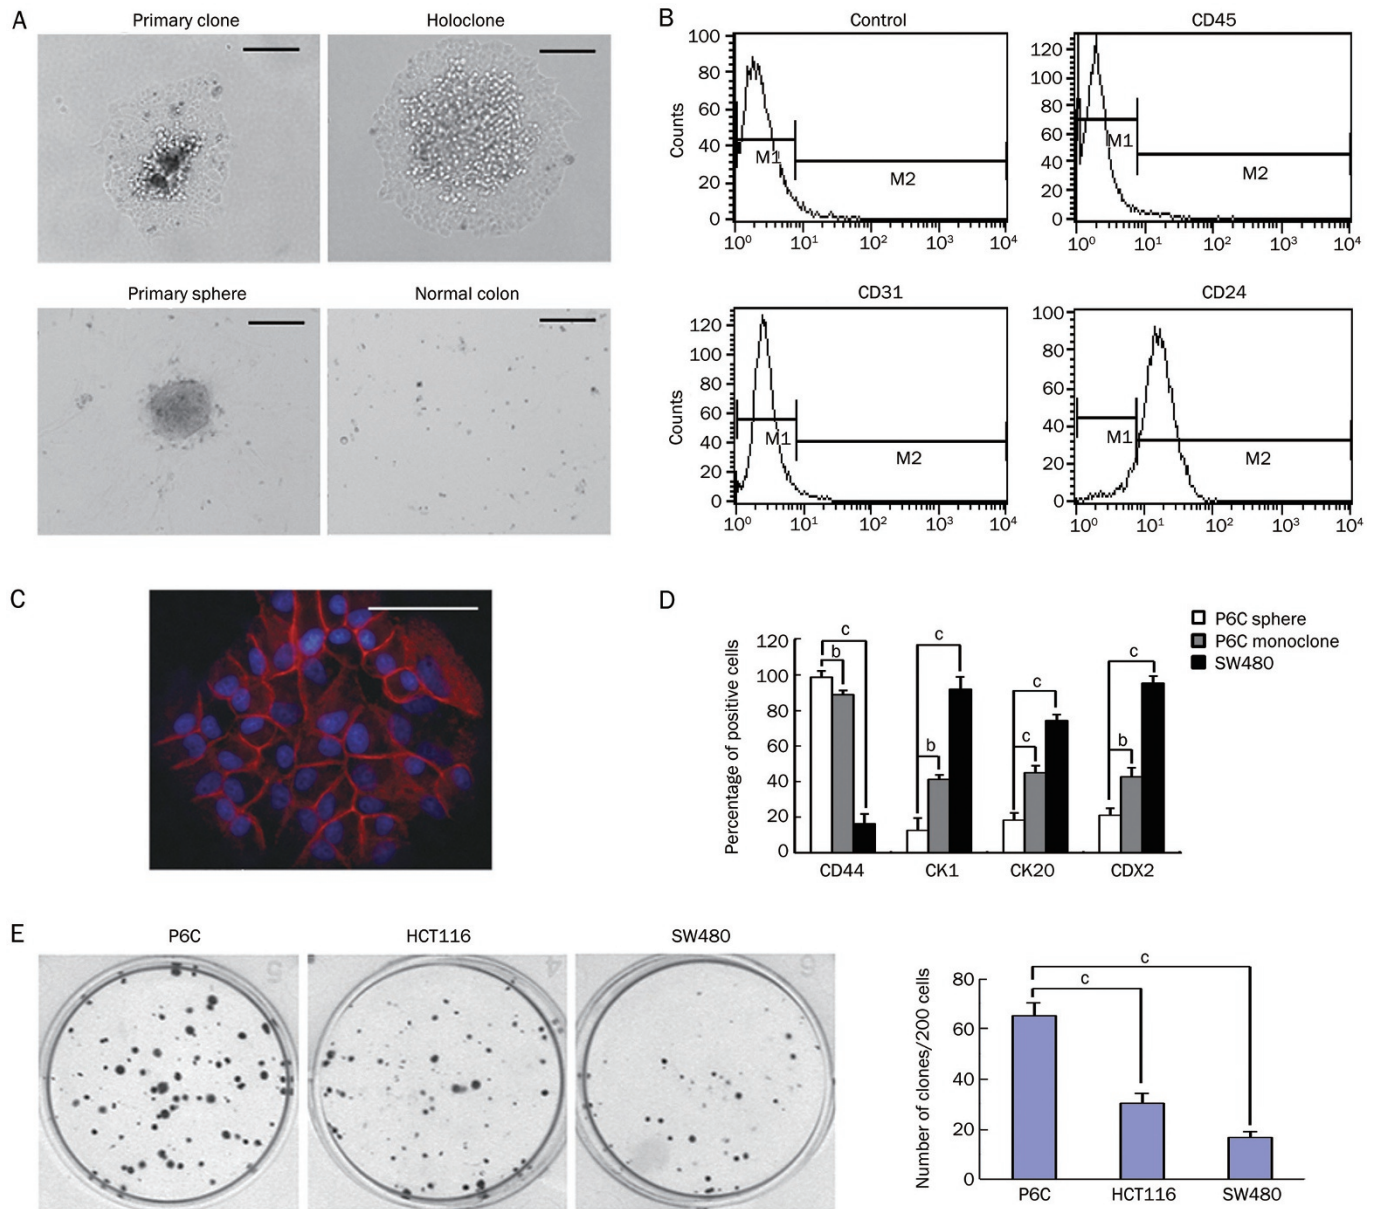 A
Primary clone
Holoclone
Primary sphere
Normal colon
B
Control
CD45
Counts
100
80
60
40
20
0
M1
M2
10⁰ 10¹ 10² 10³ 10⁴
120
100
80
60
40
20
0
M1
M2
10⁰ 10¹ 10² 10³ 10⁴
CD31
CD24
Counts
120
100
80
60
40
20
0
M1
M2
10⁰ 10¹ 10² 10³ 10⁴
100
80
60
40
20
0
M1
M2
10⁰ 10¹ 10² 10³ 10⁴
C
D
P6C sphere
P6C monoclone
SW480
Percentage of positive cells
120
100
80
60
40
20
0
c
b
c
b
c
c
c
b
CD44 CK1 CK20 CDX2
E
P6C
HCT116
SW480
5
4
6
Number of clones/200 cells
80
60
40
20
0
c
c
P6C HCT116 SW480